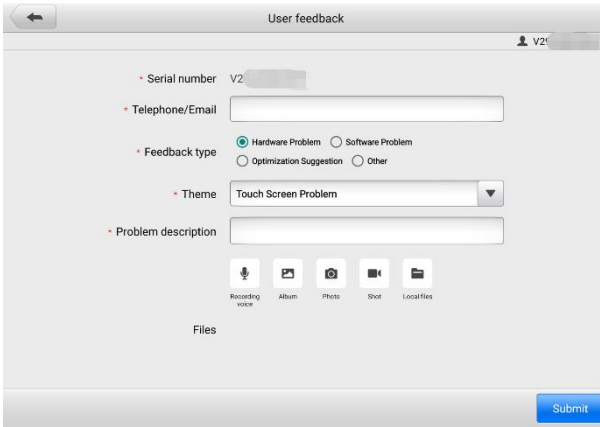 User feedback
V2
* Serial number V2
* Telephone/Email
* Feedback type Hardware Problem Software Problem
Optimization Suggestion Other
* Theme Touch Screen Problem
* Problem description
Recording voice Album Photo Shot Local files
Files
Submit